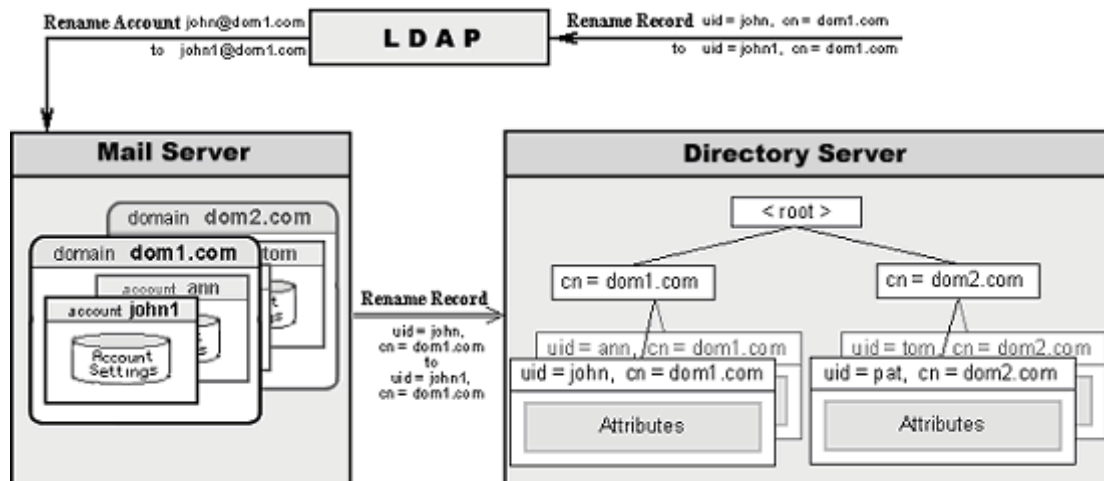 Rename Account john@dom1.com
to john1@dom1.com
LDAP
Rename Record uid = john, cn = dom1.com
to uid = john1, cn = dom1.com
Mail Server
domain dom2.com
tom
domain dom1.com
account ann
account john1
Account
Settings
Rename Record
uid = john,
cn = dom1.com
to
uid = john1,
cn = dom1.com
Directory Server
< root >
cn = dom1.com
cn = dom2.com
uid = ann, cn = dom1.com
uid = john, cn = dom1.com
Attributes
uid = tom, cn = dom2.com
uid = pat, cn = dom2.com
Attributes